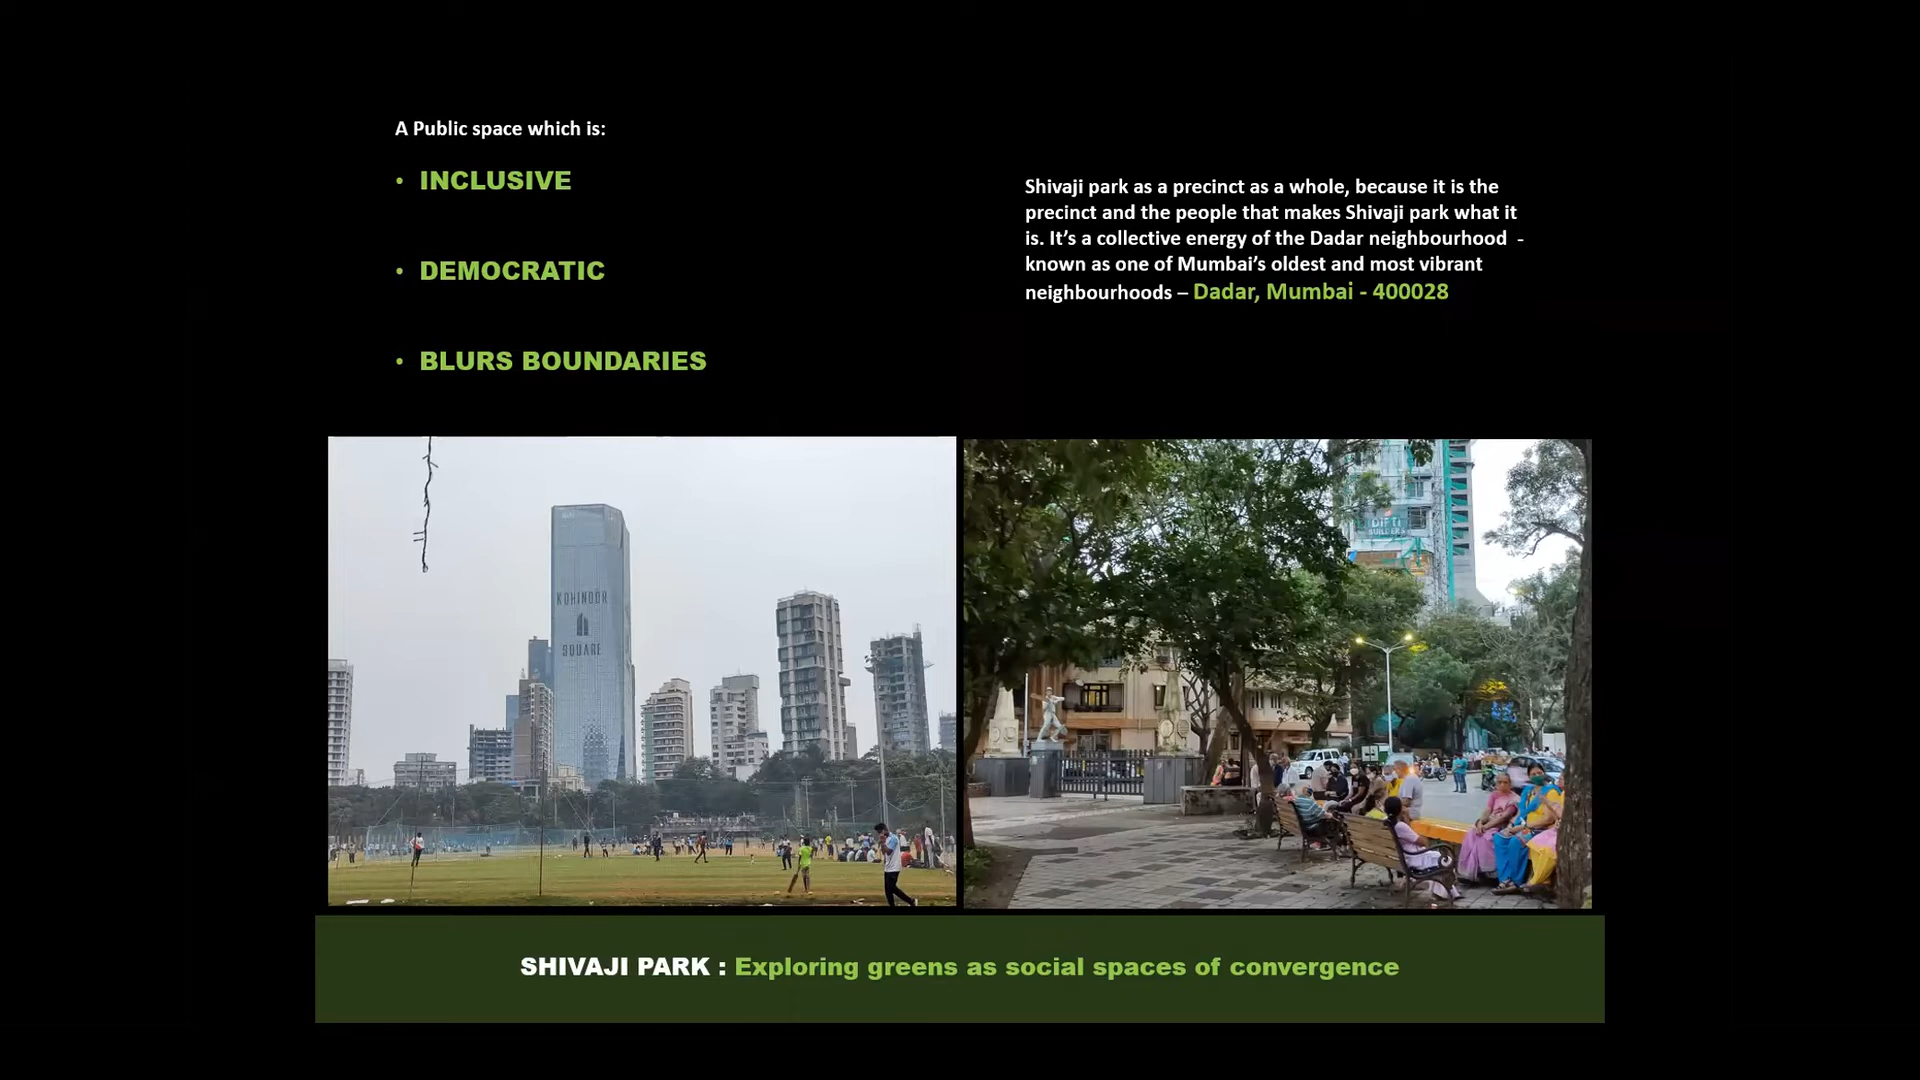 A Public space which is:
• INCLUSIVE
• DEMOCRATIC
• BLURS BOUNDARIES
Shivaji park as a precinct as a whole, because it is the
precinct and the people that makes Shivaji park what it
is. It’s a collective energy of the Dadar neighbourhood -
known as one of Mumbai’s oldest and most vibrant
neighbourhoods – Dadar, Mumbai - 400028
KOHINOOR
SQUARE
DIPTI
BUILDERS
SHIVAJI PARK : Exploring greens as social spaces of convergence